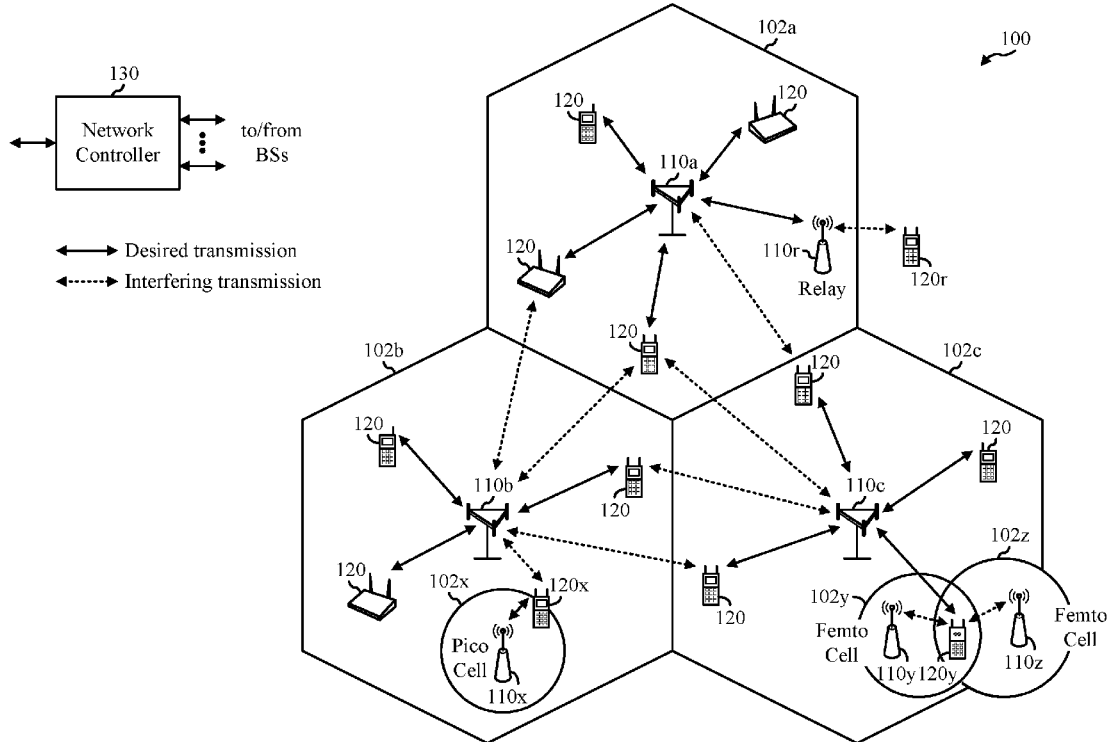 102a
100
130
Network
Controller
to/from
BSs
120
120
110a
Desired transmission
Interfering transmission
120
110r
Relay
120r
120
102b
102c
120
120
120
110b
120
110c
120
102x
120x
120
102z
102y
Pico
Cell
110x
Femto
Cell
110y
120y
110z
Femto
Cell
120